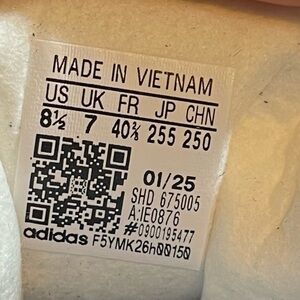 MADE IN VIETNAM
US UK FR JP CHN
8½ 7 40⅔ 255 250
01/25
SHD 675005
A:IE0876
#0900195477
adidas F5YMK26h00150